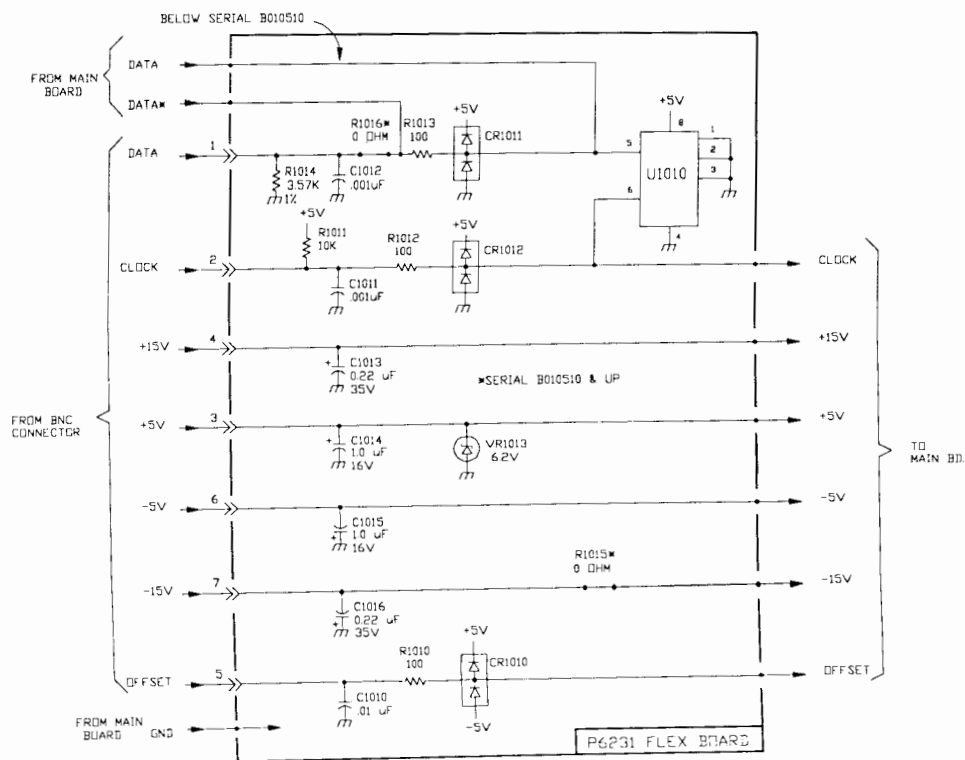 BELOW SERIAL B010510
FROM MAIN
BOARD
DATA
DATA*
DATA
1
R1014
3.57K
1%
C1012
.001uF
R1016*
0 OHM
R1013
100
+5V
CR1011
+5V
8
5
6
U1010
1
2
3
4
+5V
R1011
10K
CLOCK
2
C1011
.001uF
R1012
100
+5V
CR1012
CLOCK
+15V
4
C1013
0.22 uF
35V
+
*SERIAL B010510 & UP
+15V
FROM BNC
CONNECTOR
+5V
3
C1014
1.0 uF
16V
+
VR1013
6.2V
+5V
TO
MAIN BD.
-5V
6
C1015
1.0 uF
16V
+
-5V
-15V
7
C1016
0.22 uF
35V
+
R1015*
0 OHM
-15V
OFFSET
5
C1010
.01 uF
R1010
100
+5V
CR1010
-5V
OFFSET
FROM MAIN
BOARD GND
P6231 FLEX BOARD